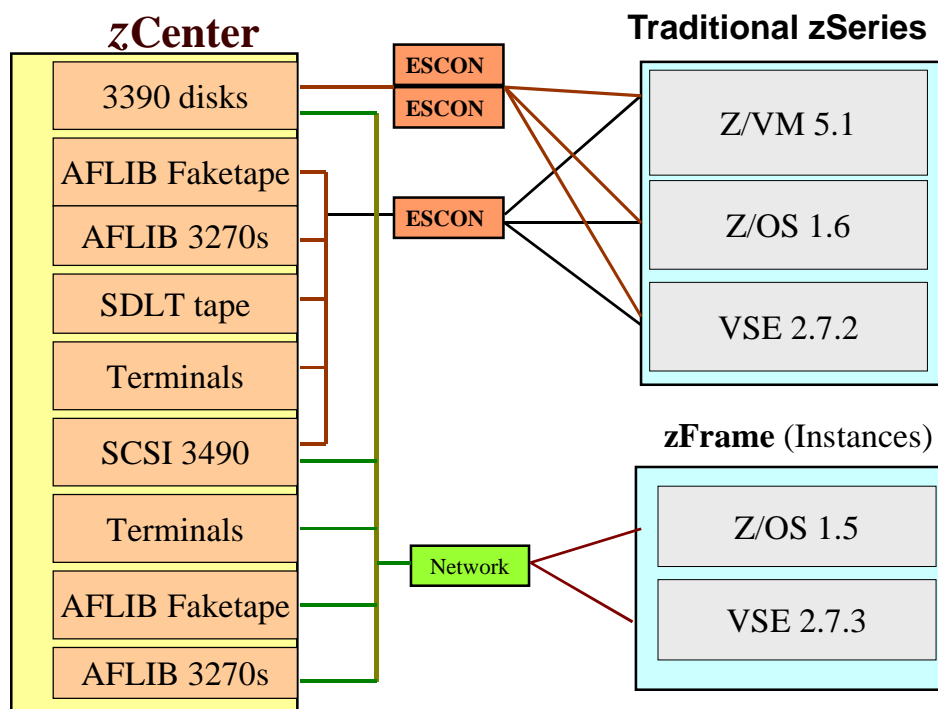 zCenter
3390 disks
AFLIB Faketape
AFLIB 3270s
SDLT tape
Terminals
SCSI 3490
Terminals
AFLIB Faketape
AFLIB 3270s
ESCON
ESCON
ESCON
Network
Traditional zSeries
Z/VM 5.1
Z/OS 1.6
VSE 2.7.2
zFrame (Instances)
Z/OS 1.5
VSE 2.7.3